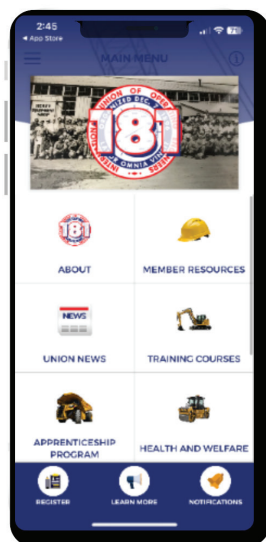 2:45
◀ App Store
MAIN MENU
181
ABOUT
MEMBER RESOURCES
NEWS
UNION NEWS
TRAINING COURSES
APPRENTICESHIP
PROGRAM
HEALTH AND WELFARE
REGISTER
LEARN MORE
NOTIFICATIONS